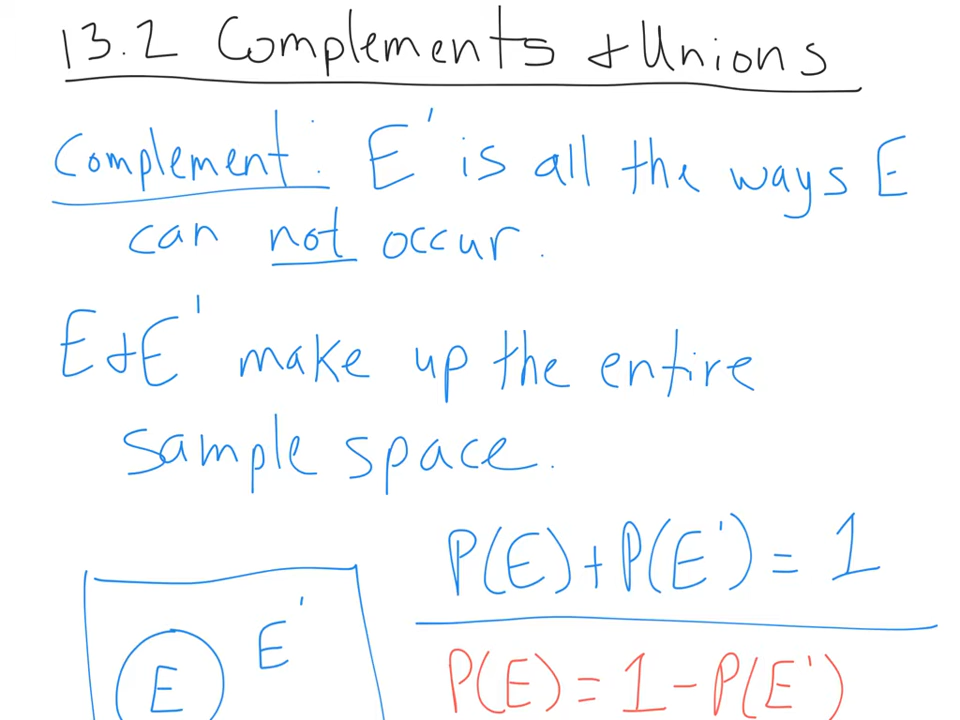 13.2 Complements & Unions
Complement: E' is all the ways E
can not occur.
E & E' make up the entire
sample space.
P(E) + P(E') = 1
E'
E
P(E) = 1 - P(E')